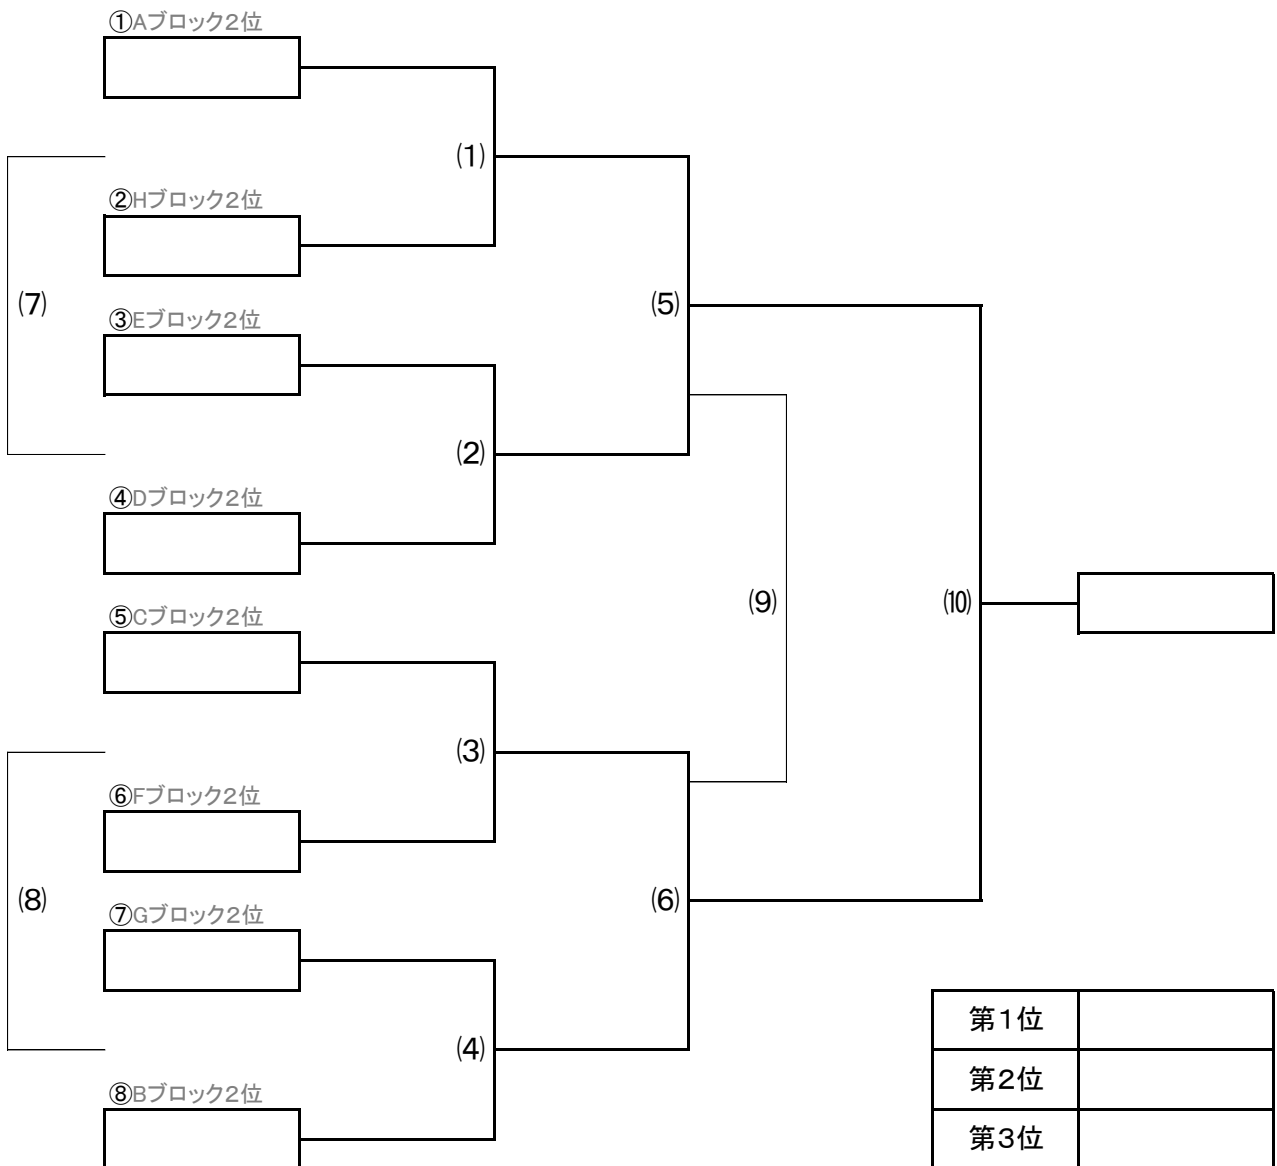 ①Aブロック2位
(1)
②Hブロック2位
(7)
(5)
③Eブロック2位
(2)
④Dブロック2位
(9)
(10)
⑤Cブロック2位
(3)
⑥Fブロック2位
(8)
(6)
⑦Gブロック2位
第1位
(4)
第2位
⑧Bブロック2位
第3位